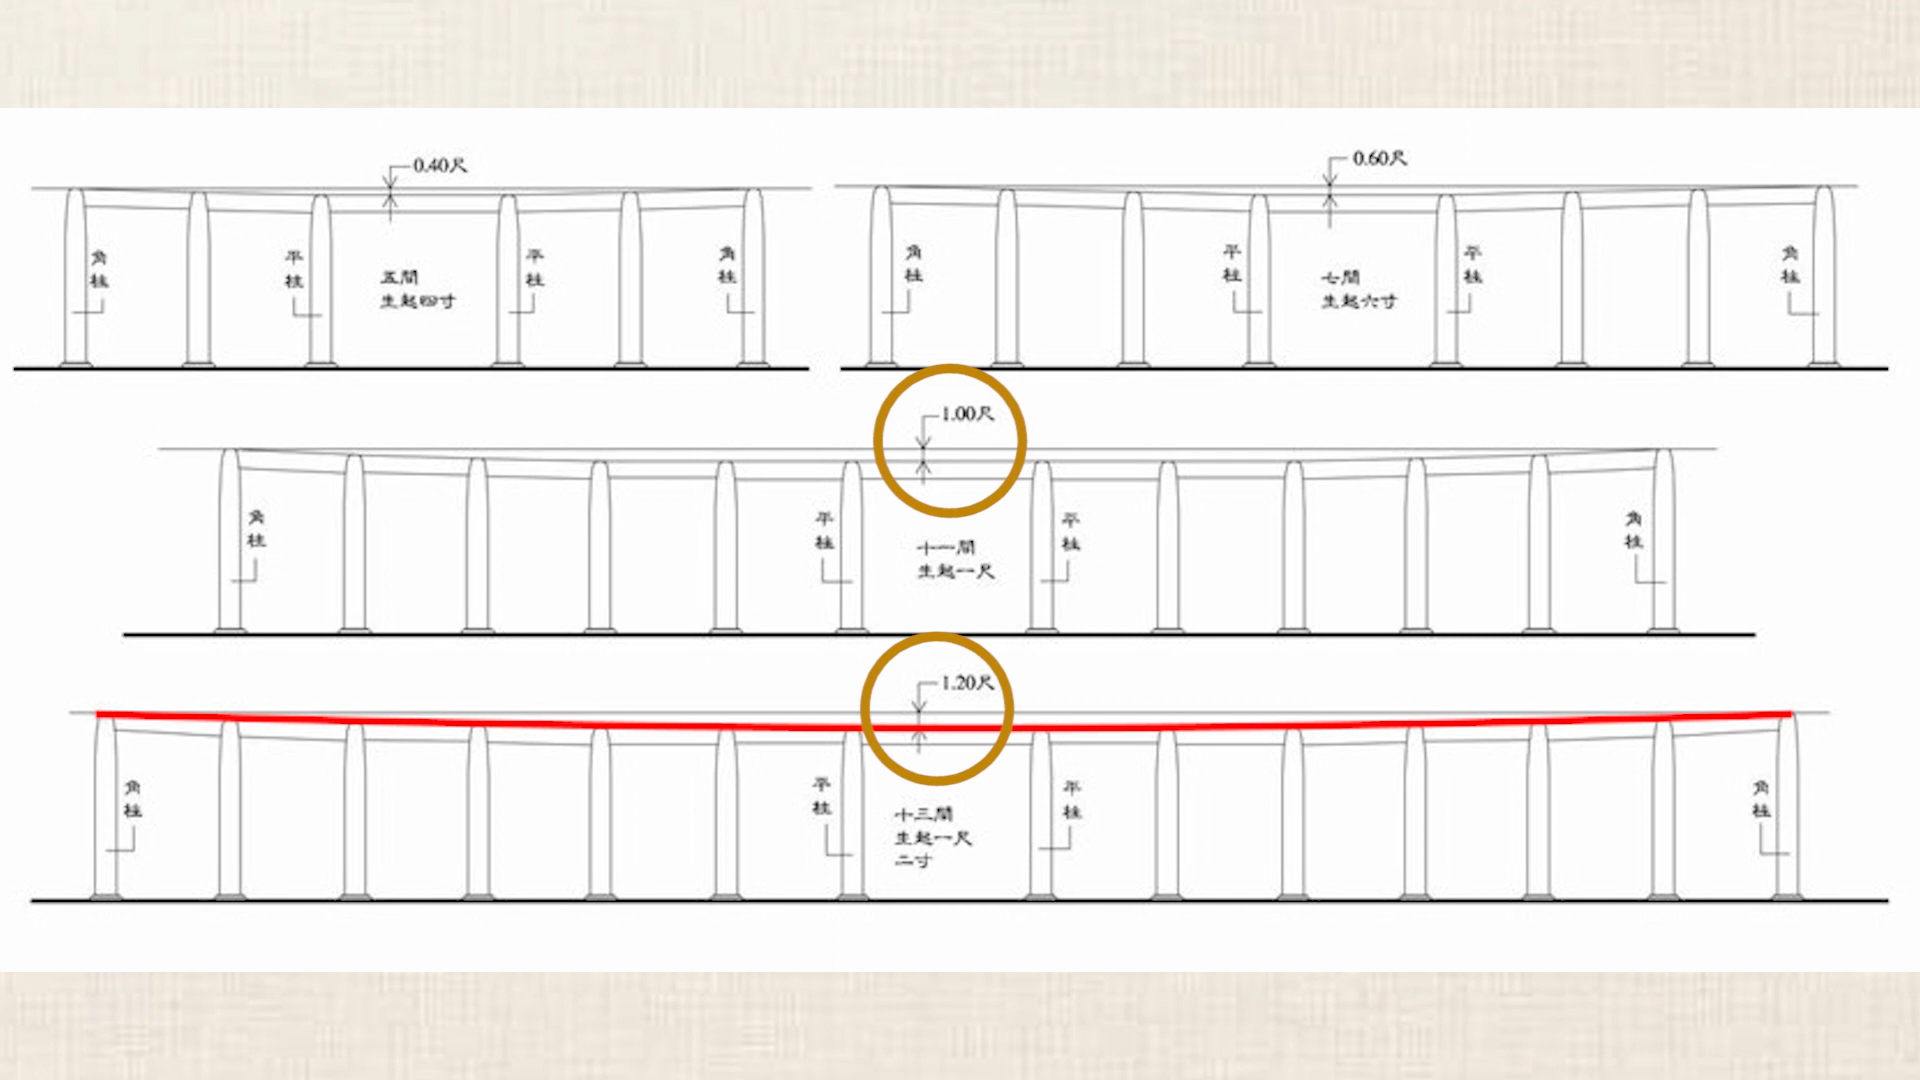 0.40尺
角柱
平柱
五間
生起四寸
平柱
角柱
0.60尺
角柱
平柱
七間
生起六寸
平柱
角柱
1.00尺
角柱
平柱
十一間
生起一尺
平柱
角柱
1.20尺
角柱
平柱
十三間
生起一尺
二寸
平柱
角柱